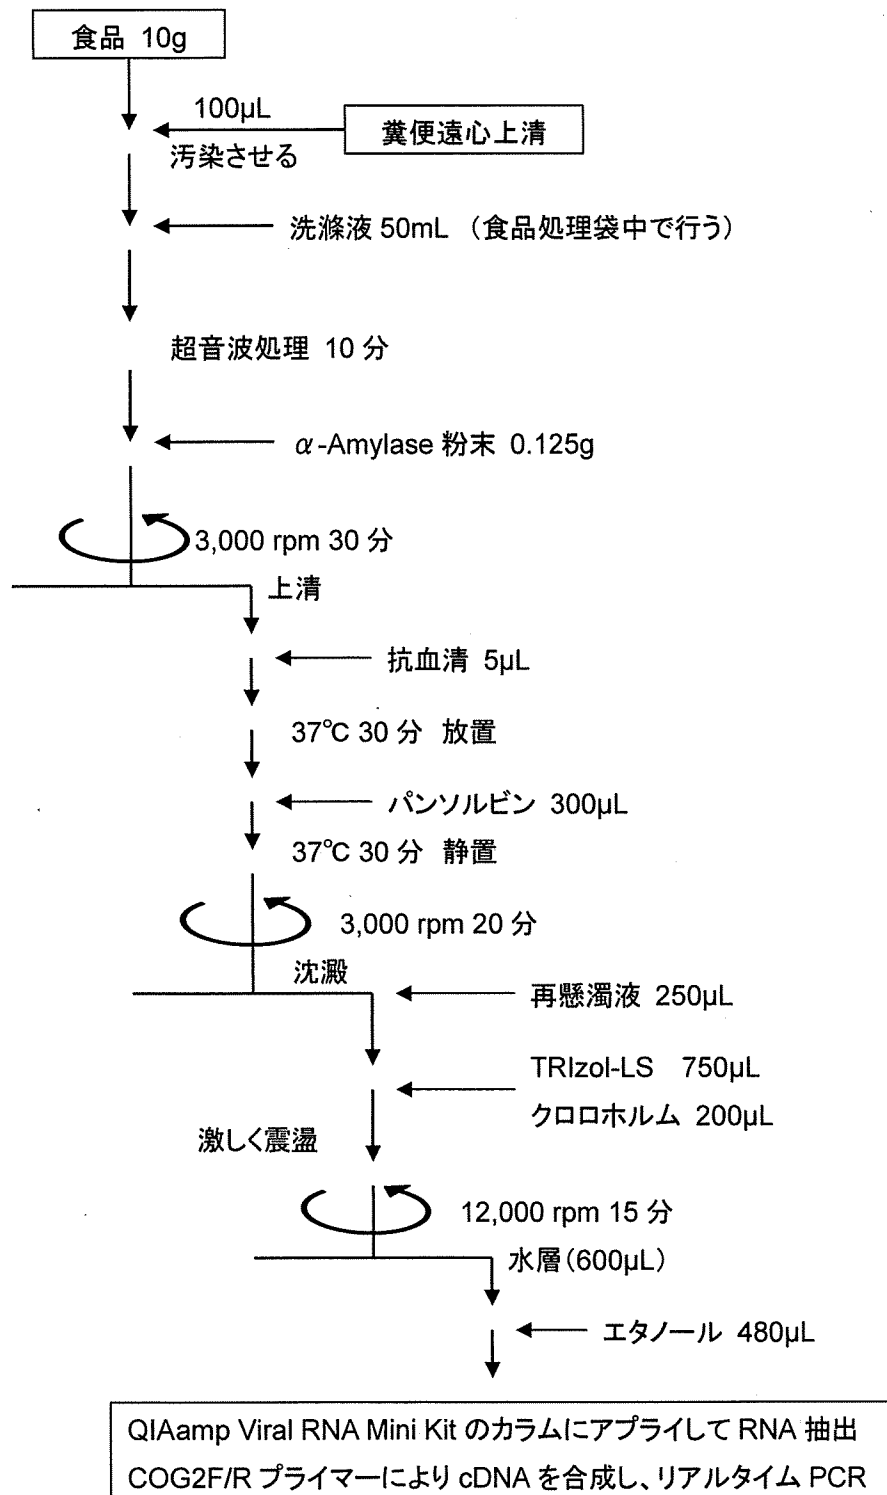 食品 10g
100μL
糞便遠心上清
汚染させる
洗滌液 50mL （食品処理袋中で行う）
超音波処理 10 分
α-Amylase 粉末 0.125g
3,000 rpm 30 分
上清
抗血清 5μL
37℃ 30 分 放置
パンソルビン 300μL
37℃ 30 分 静置
3,000 rpm 20 分
沈澱
再懸濁液 250μL
TRIzol-LS 750μL
クロロホルム 200μL
激しく震盪
12,000 rpm 15 分
水層（600μL）
エタノール 480μL
QIAamp Viral RNA Mini Kit のカラムにアプライして RNA 抽出
COG2F/R プライマーにより cDNA を合成し、リアルタイム PCR